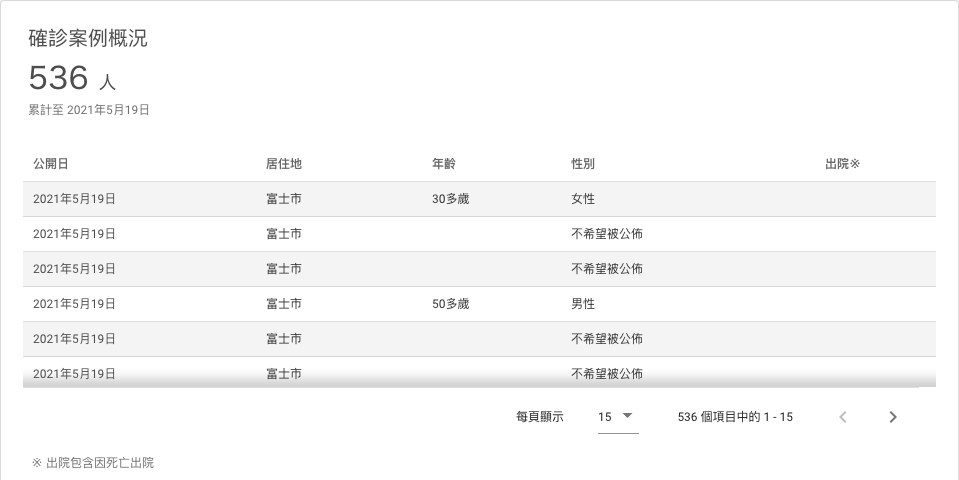 確診案例概況
536 人
累計至 2021年5月19日
公開日 居住地 年齡 性別 出院※
2021年5月19日 富士市 30多歲 女性
2021年5月19日 富士市 不希望被公佈
2021年5月19日 富士市 不希望被公佈
2021年5月19日 富士市 50多歲 男性
2021年5月19日 富士市 不希望被公佈
2021年5月19日 富士市 不希望被公佈
每頁顯示 15 536 個項目中的 1 - 15
※ 出院包含因死亡出院